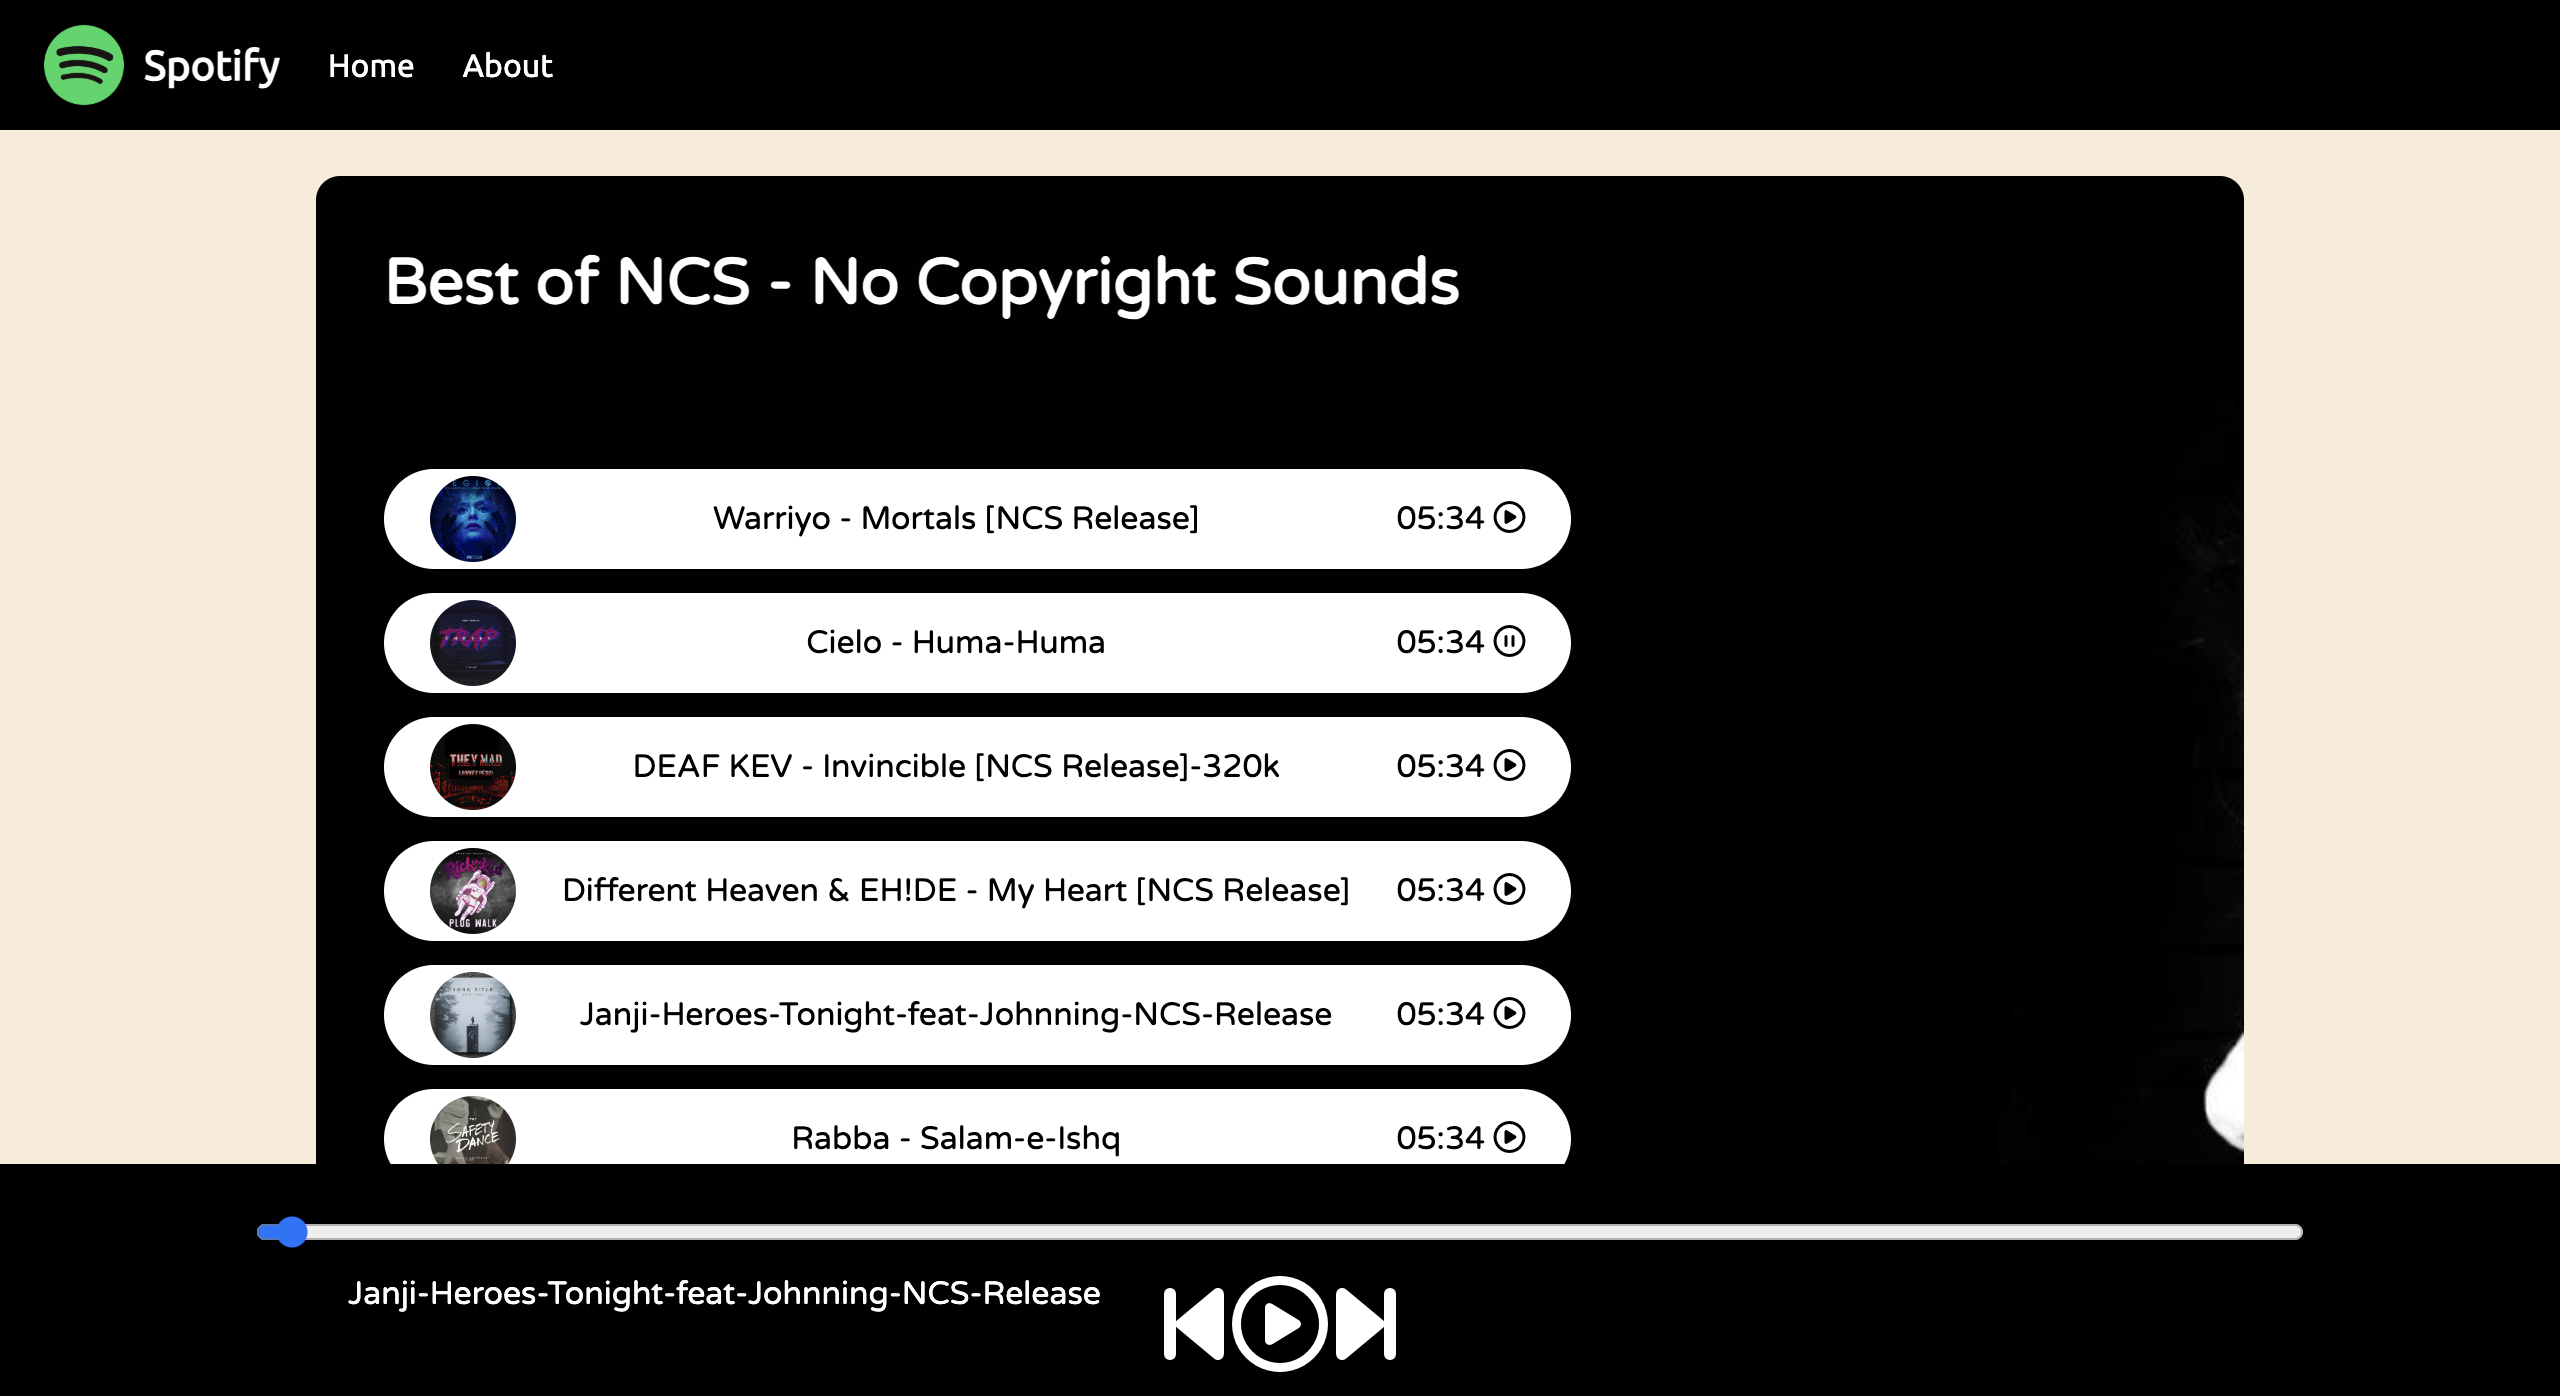 Spotify Home About
Best of NCS - No Copyright Sounds
Warriyo - Mortals [NCS Release] 05:34
TRAP
Cielo - Huma-Huma 05:34
THEY MAD
DEAF KEV - Invincible [NCS Release]-320k 05:34
PLUG WALK
Different Heaven & EH!DE - My Heart [NCS Release] 05:34
SONG TITLE
Janji-Heroes-Tonight-feat-Johnning-NCS-Release 05:34
SAFETY
DANCE
Rabba - Salam-e-Ishq 05:34
Janji-Heroes-Tonight-feat-Johnning-NCS-Release